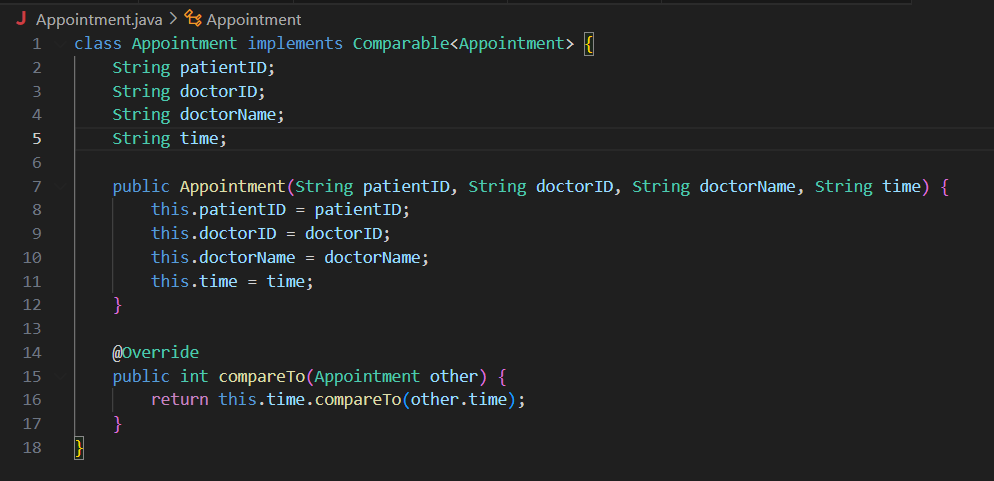 J Appointment.java > Appointment
1 class Appointment implements Comparable<Appointment> {
2 String patientID;
3 String doctorID;
4 String doctorName;
5 String time;
6
7 public Appointment(String patientID, String doctorID, String doctorName, String time) {
8 this.patientID = patientID;
9 this.doctorID = doctorID;
10 this.doctorName = doctorName;
11 this.time = time;
12 }
13
14 @Override
15 public int compareTo(Appointment other) {
16 return this.time.compareTo(other.time);
17 }
18 }